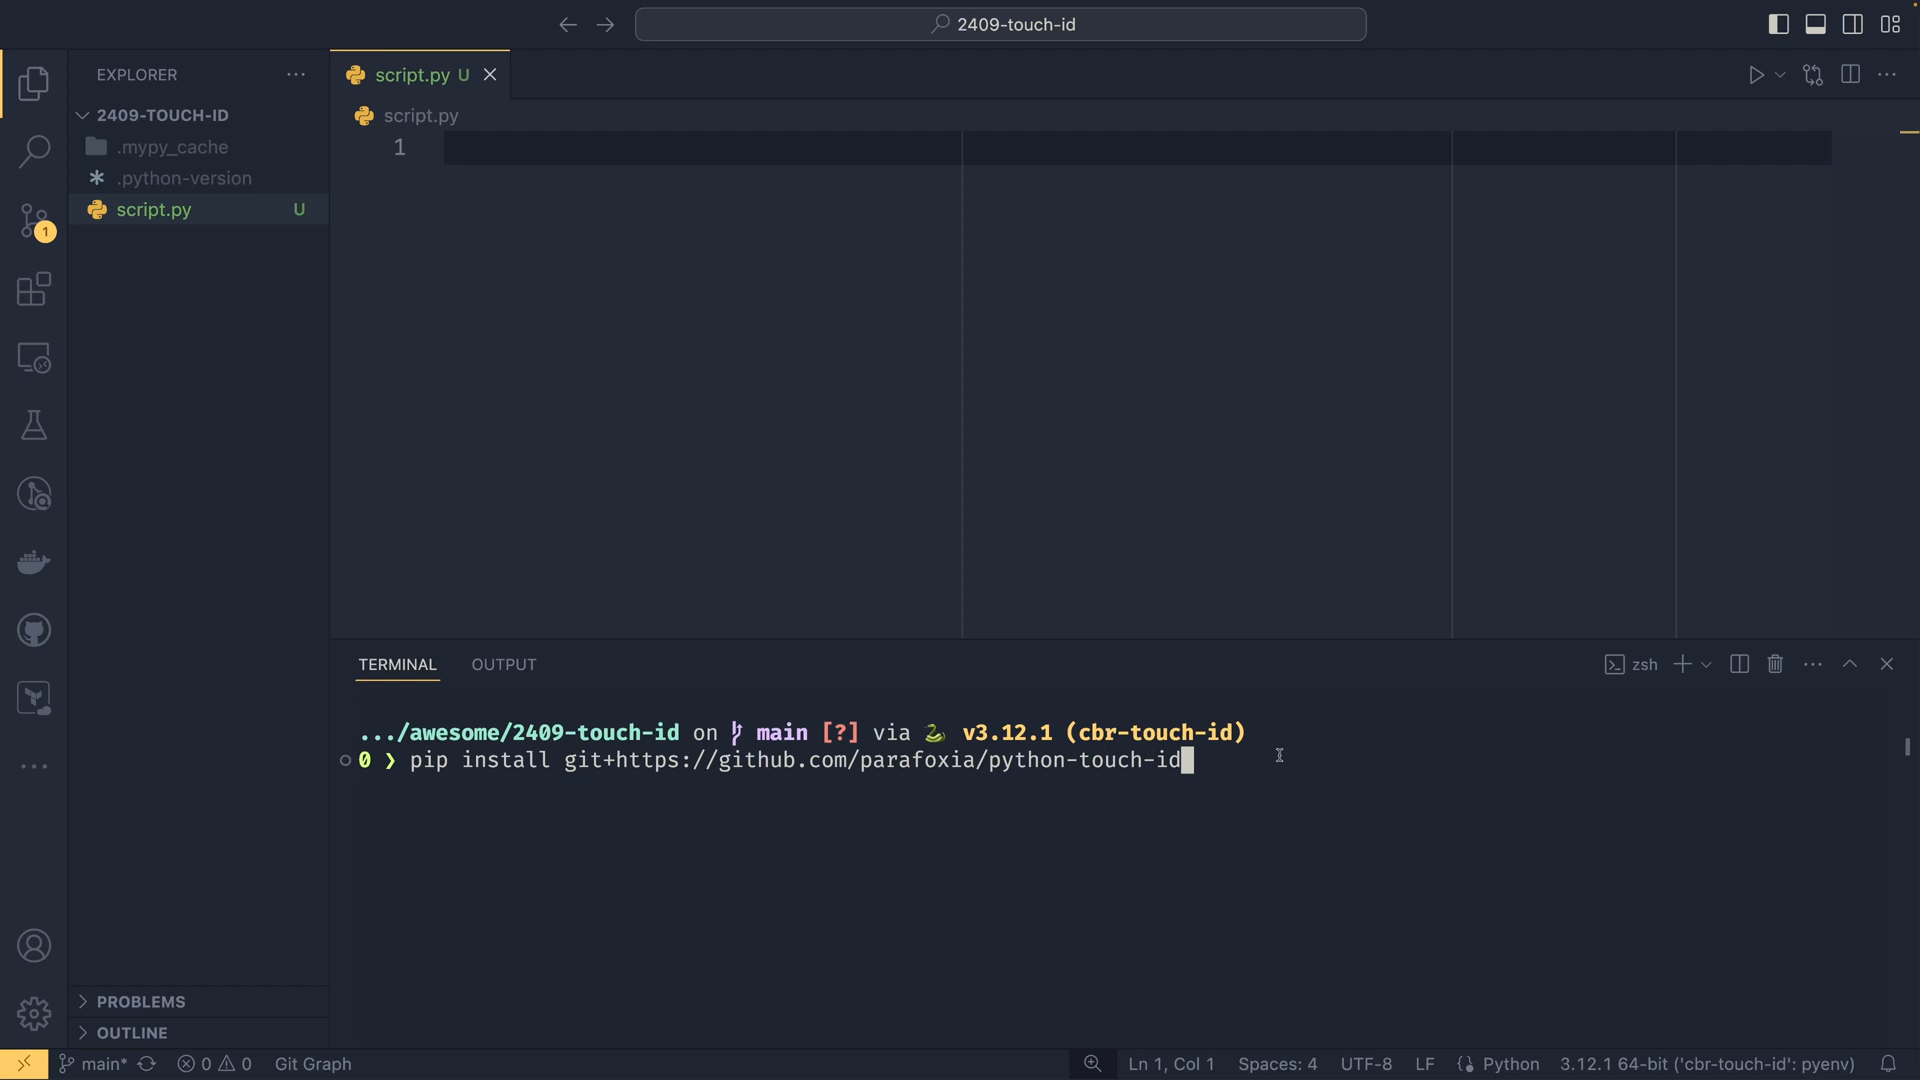 2409-touch-id
EXPLORER
script.py U
2409-TOUCH-ID
script.py
.mypy_cache
1
.python-version
script.py U
1
TERMINAL OUTPUT
zsh
.../awesome/2409-touch-id on main [?] via v3.12.1 (cbr-touch-id)
0 ❯ pip install git+https://github.com/parafoxia/python-touch-id
PROBLEMS
OUTLINE
main* 0 0 Git Graph Ln 1, Col 1 Spaces: 4 UTF-8 LF Python 3.12.1 64-bit ('cbr-touch-id': pyenv)